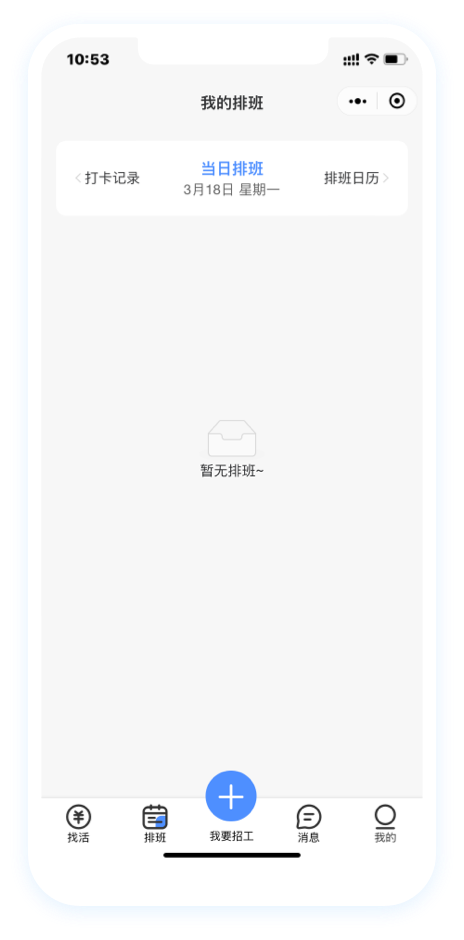 10:53
我的排班
打卡记录
当日排班
3月18日 星期一
排班日历
暂无排班~
找活
排班
我要招工
消息
我的